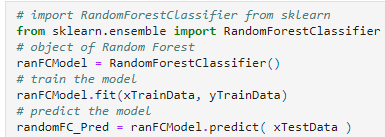 # import RandomForestClassifier from sklearn
from sklearn.ensemble import RandomForestClassifier
# object of Random Forest
ranFCModel = RandomForestClassifier()
# train the model
ranFCModel.fit(xTrainData, yTrainData)
# predict the model
randomFC_Pred = ranFCModel.predict( xTestData )